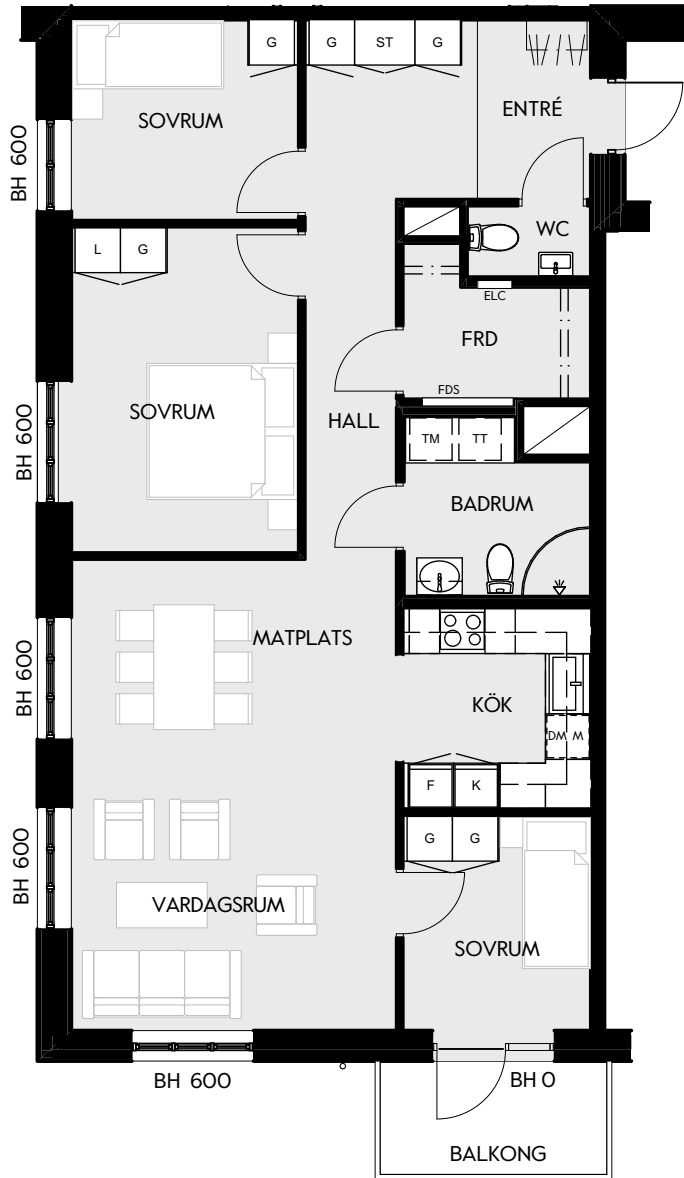 G
G
ST
G
ENTRÉ
SOVRUM
BH 600
WC
L
G
ELC
FRD
FDS
SOVRUM
HALL
BH 600
TM
TT
BADRUM
MATPLATS
BH 600
KÖK
DM
M
F
K
G
G
BH 600
VARDAGSRUM
SOVRUM
BH 600
BH 0
BALKONG